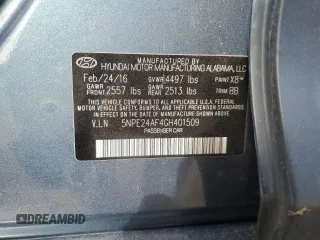 MANUFACTURED BY
HYUNDAI MOTOR MANUFACTURING ALABAMA, LLC
Feb/24/16 GVWR 4497 lbs PAINT X8
GAWR FRONT 2557 lbs GAWR REAR 2513 lbs TRIM BB
THIS VEHICLE CONFORMS TO ALL APPLICABLE U.S. FEDERAL MOTOR VEHICLE SAFETY, BUMPER, AND THEFT PREVENTION STANDARDS IN EFFECT ON THE DATE OF MANUFACTURE SHOWN ABOVE.
V.I.N 5NPE24AF4GH401509
PASSENGER CAR
DREAMBID